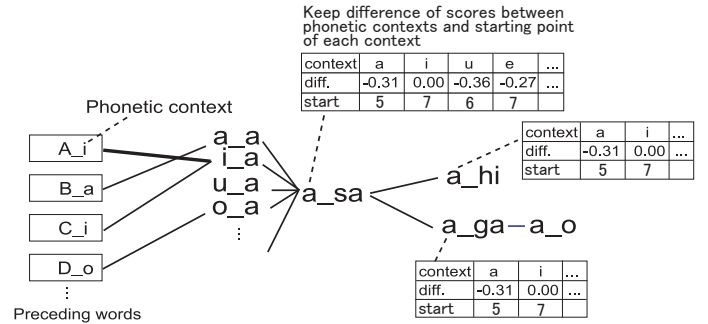 Keep difference of scores between
phonetic contexts and starting point
of each context
context a i u e ...
diff. -0.31 0.00 -0.36 -0.27 ...
start 5 7 6 7
Phonetic context
A_i
B_a
C_i
D_o
⋮
Preceding words
a_a
i_a
u_a
o_a
⋮
a_sa
a_hi
a_ga
a_o
context a i ...
diff. -0.31 0.00 ...
start 5 7
context a i ...
diff. -0.31 0.00 ...
start 5 7